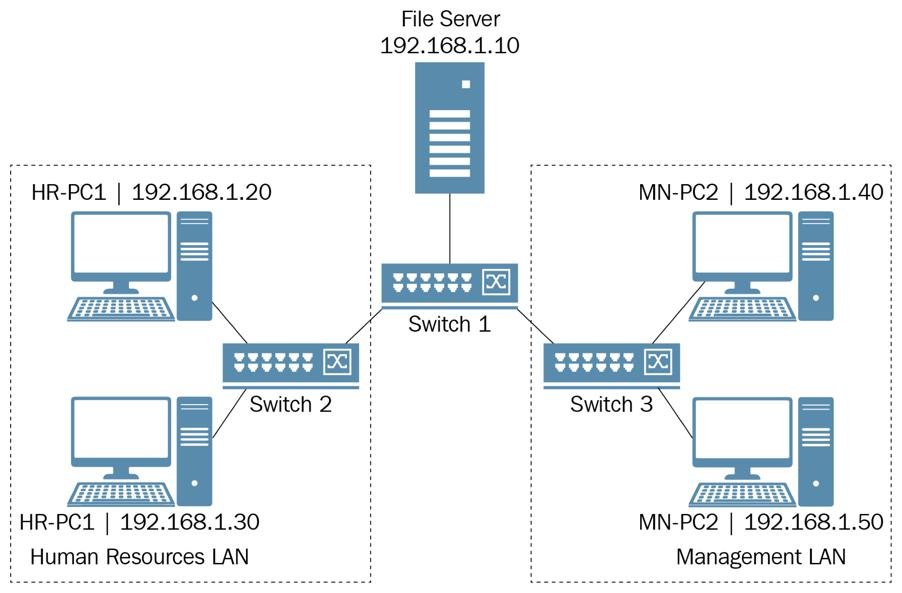 File Server
192.168.1.10
HR-PC1 | 192.168.1.20
MN-PC2 | 192.168.1.40
Switch 1
Switch 2
Switch 3
HR-PC1 | 192.168.1.30
MN-PC2 | 192.168.1.50
Human Resources LAN
Management LAN